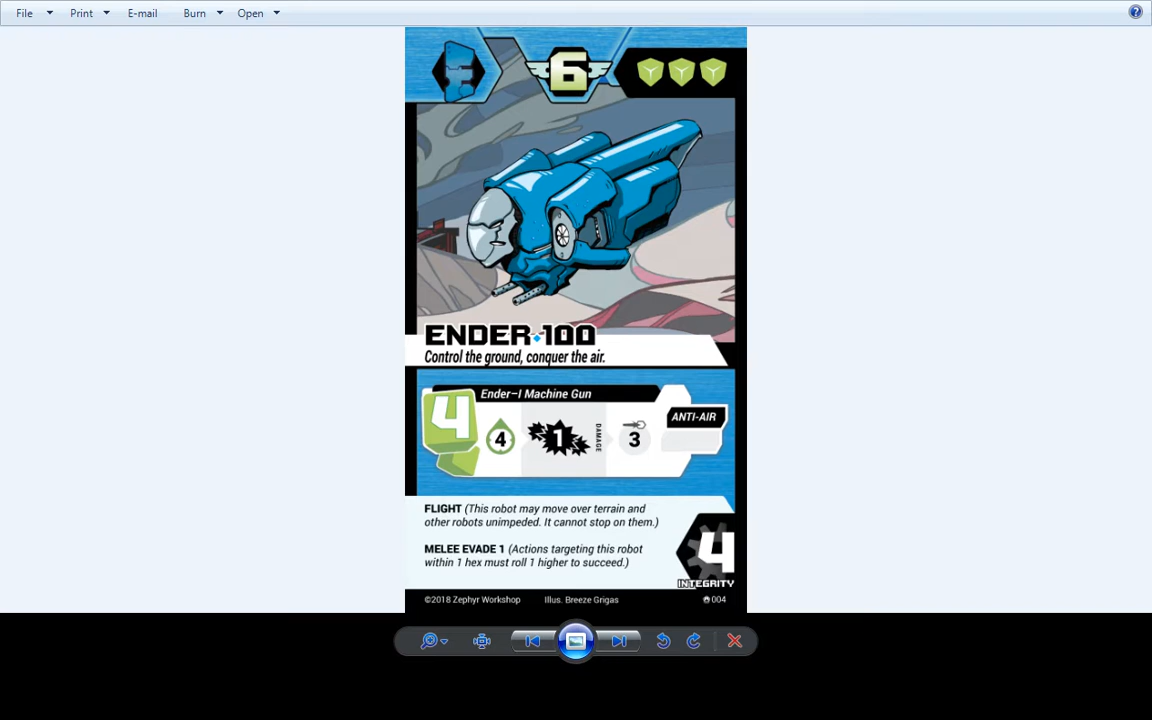 File Print E-mail Burn Open ?
6
ENDER·100
Control the ground, conquer the air.
Ender–I Machine Gun
4 4 1 DAMAGE 3 ANTI-AIR
FLIGHT (This robot may move over terrain and
other robots unimpeded. It cannot stop on them.)
MELEE EVADE 1 (Actions targeting this robot
within 1 hex must roll 1 higher to succeed.)
4
INTEGRITY
©2018 Zephyr Workshop Illus. Breeze Grigas 004